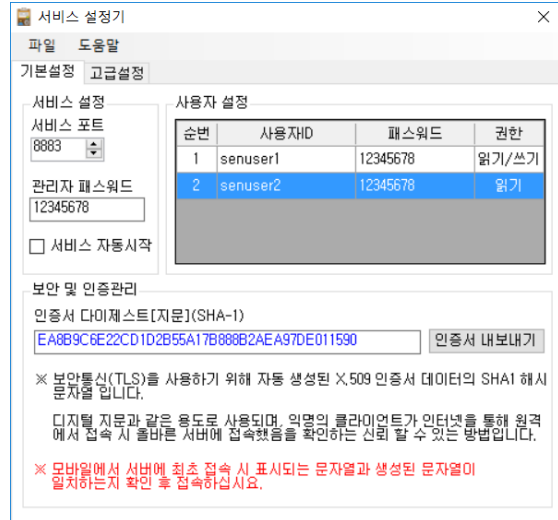 서비스 설정기
파일 도움말
기본설정 고급설정
서비스 설정
서비스 포트
8883
관리자 패스워드
12345678
서비스 자동시작
사용자 설정
순번 사용자ID 패스워드 권한
1 senuser1 12345678 읽기/쓰기
2 senuser2 12345678 읽기
보안 및 인증관리
인증서 다이제스트[지문](SHA-1)
EA8B9C6E22CD1D2B55A17B888B2AEA97DE011590 인증서 내보내기
※ 보안통신(TLS)을 사용하기 위해 자동 생성된 X.509 인증서 데이터의 SHA1 해시
문자열 입니다.
디지털 지문과 같은 용도로 사용되며, 익명의 클라이언트가 인터넷을 통해 원격
에서 접속 시 올바른 서버에 접속했음을 확인하는 신뢰 할 수 있는 방법입니다.
※ 모바일에서 서버에 최초 접속 시 표시되는 문자열과 생성된 문자열이
일치하는지 확인 후 접속하십시요.